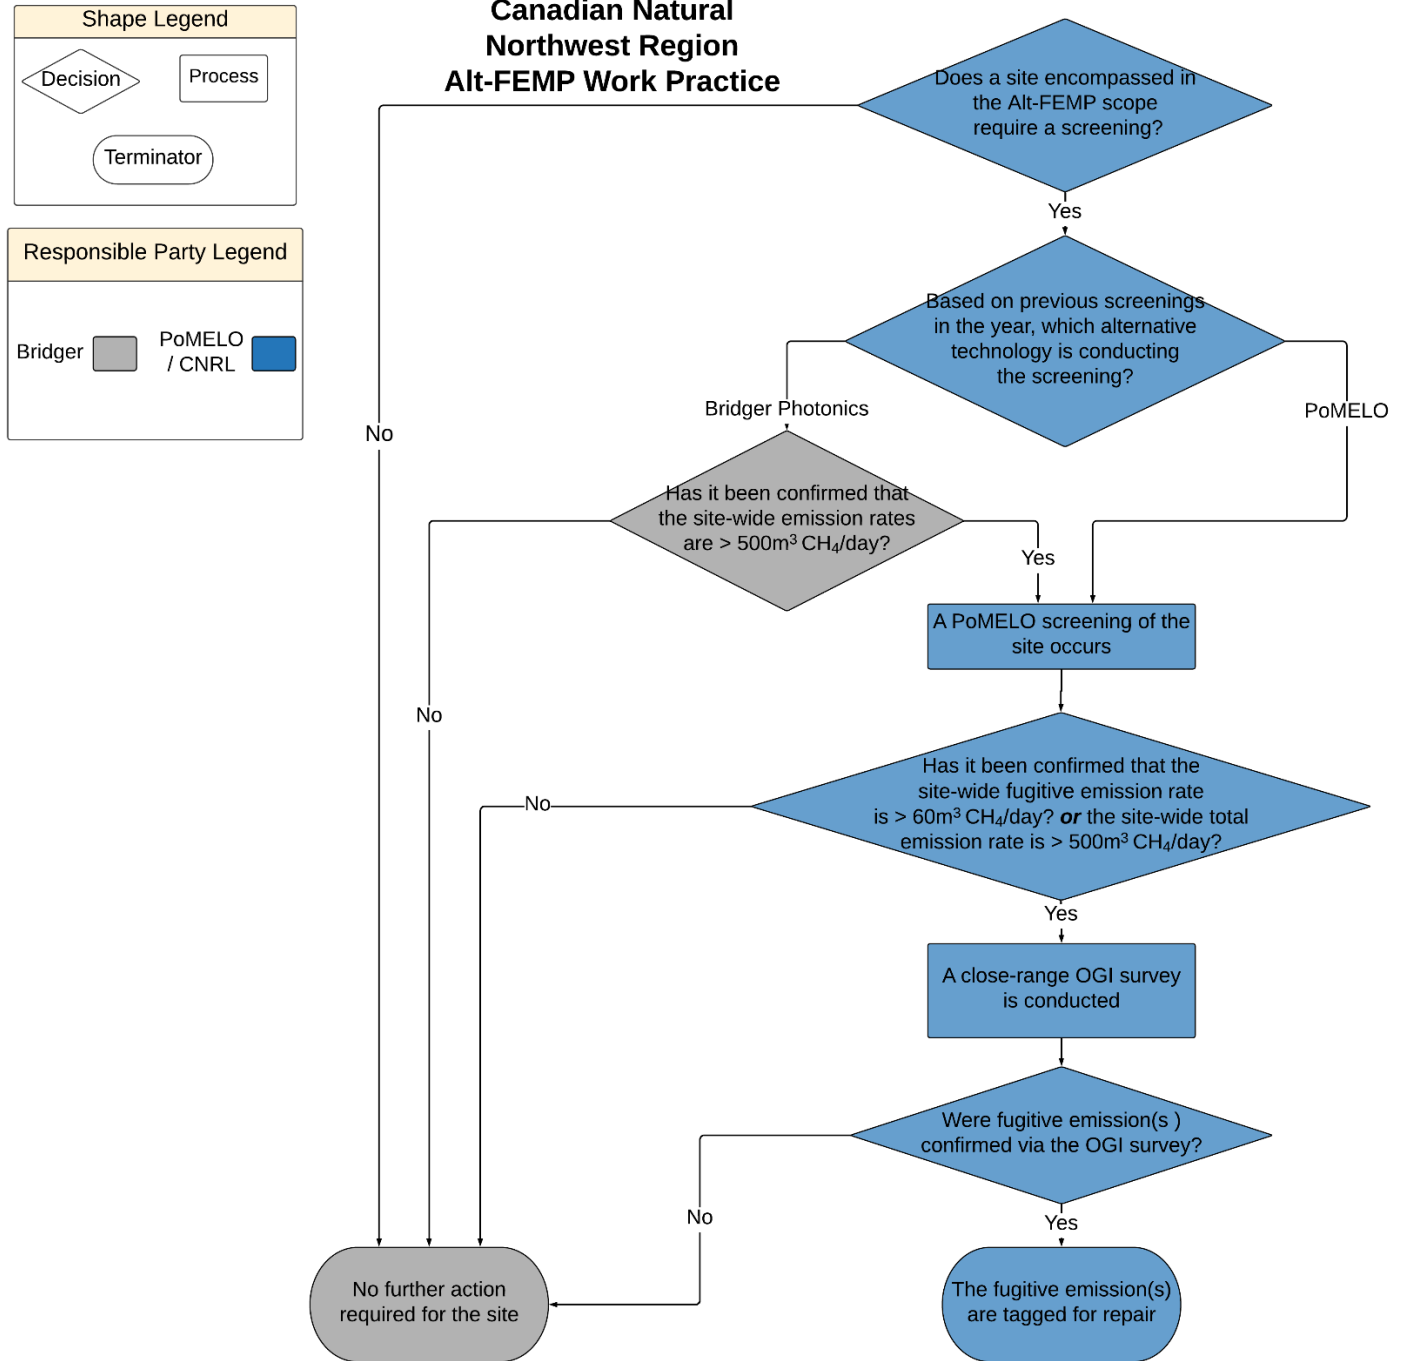 Shape Legend
Decision
Process
Terminator
Responsible Party Legend
Bridger
PoMELO
/ CNRL
Canadian Natural
Northwest Region
Alt-FEMP Work Practice
Does a site encompassed in
the Alt-FEMP scope
require a screening?
No
Yes
Based on previous screenings
in the year, which alternative
technology is conducting
the screening?
Bridger Photonics
PoMELO
Has it been confirmed that
the site-wide emission rates
are > 500m³ CH₄/day?
No
Yes
A PoMELO screening of the
site occurs
Has it been confirmed that the
site-wide fugitive emission rate
is > 60m³ CH₄/day? or the site-wide total
emission rate is > 500m³ CH₄/day?
No
Yes
A close-range OGI survey
is conducted
Were fugitive emission(s )
confirmed via the OGI survey?
No
Yes
No further action
required for the site
The fugitive emission(s)
are tagged for repair